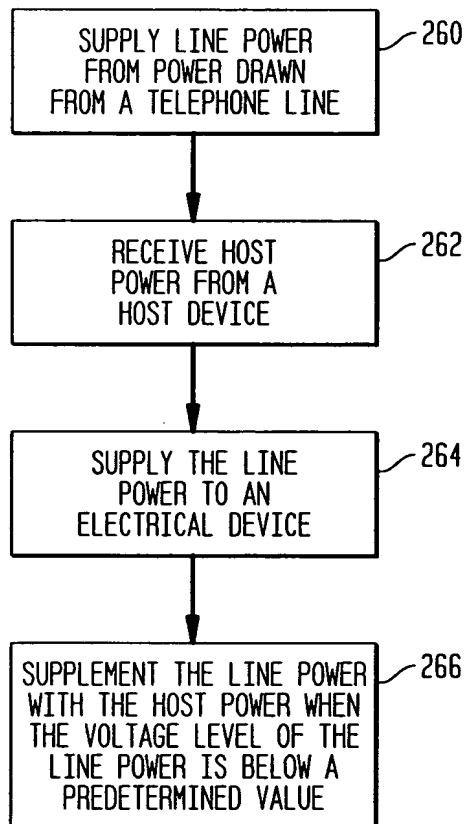 SUPPLY LINE POWER
FROM POWER DRAWN
FROM A TELEPHONE LINE
260
RECEIVE HOST
POWER FROM A
HOST DEVICE
262
SUPPLY THE LINE
POWER TO AN
ELECTRICAL DEVICE
264
SUPPLEMENT THE LINE POWER
WITH THE HOST POWER WHEN
THE VOLTAGE LEVEL OF THE
LINE POWER IS BELOW A
PREDETERMINED VALUE
266